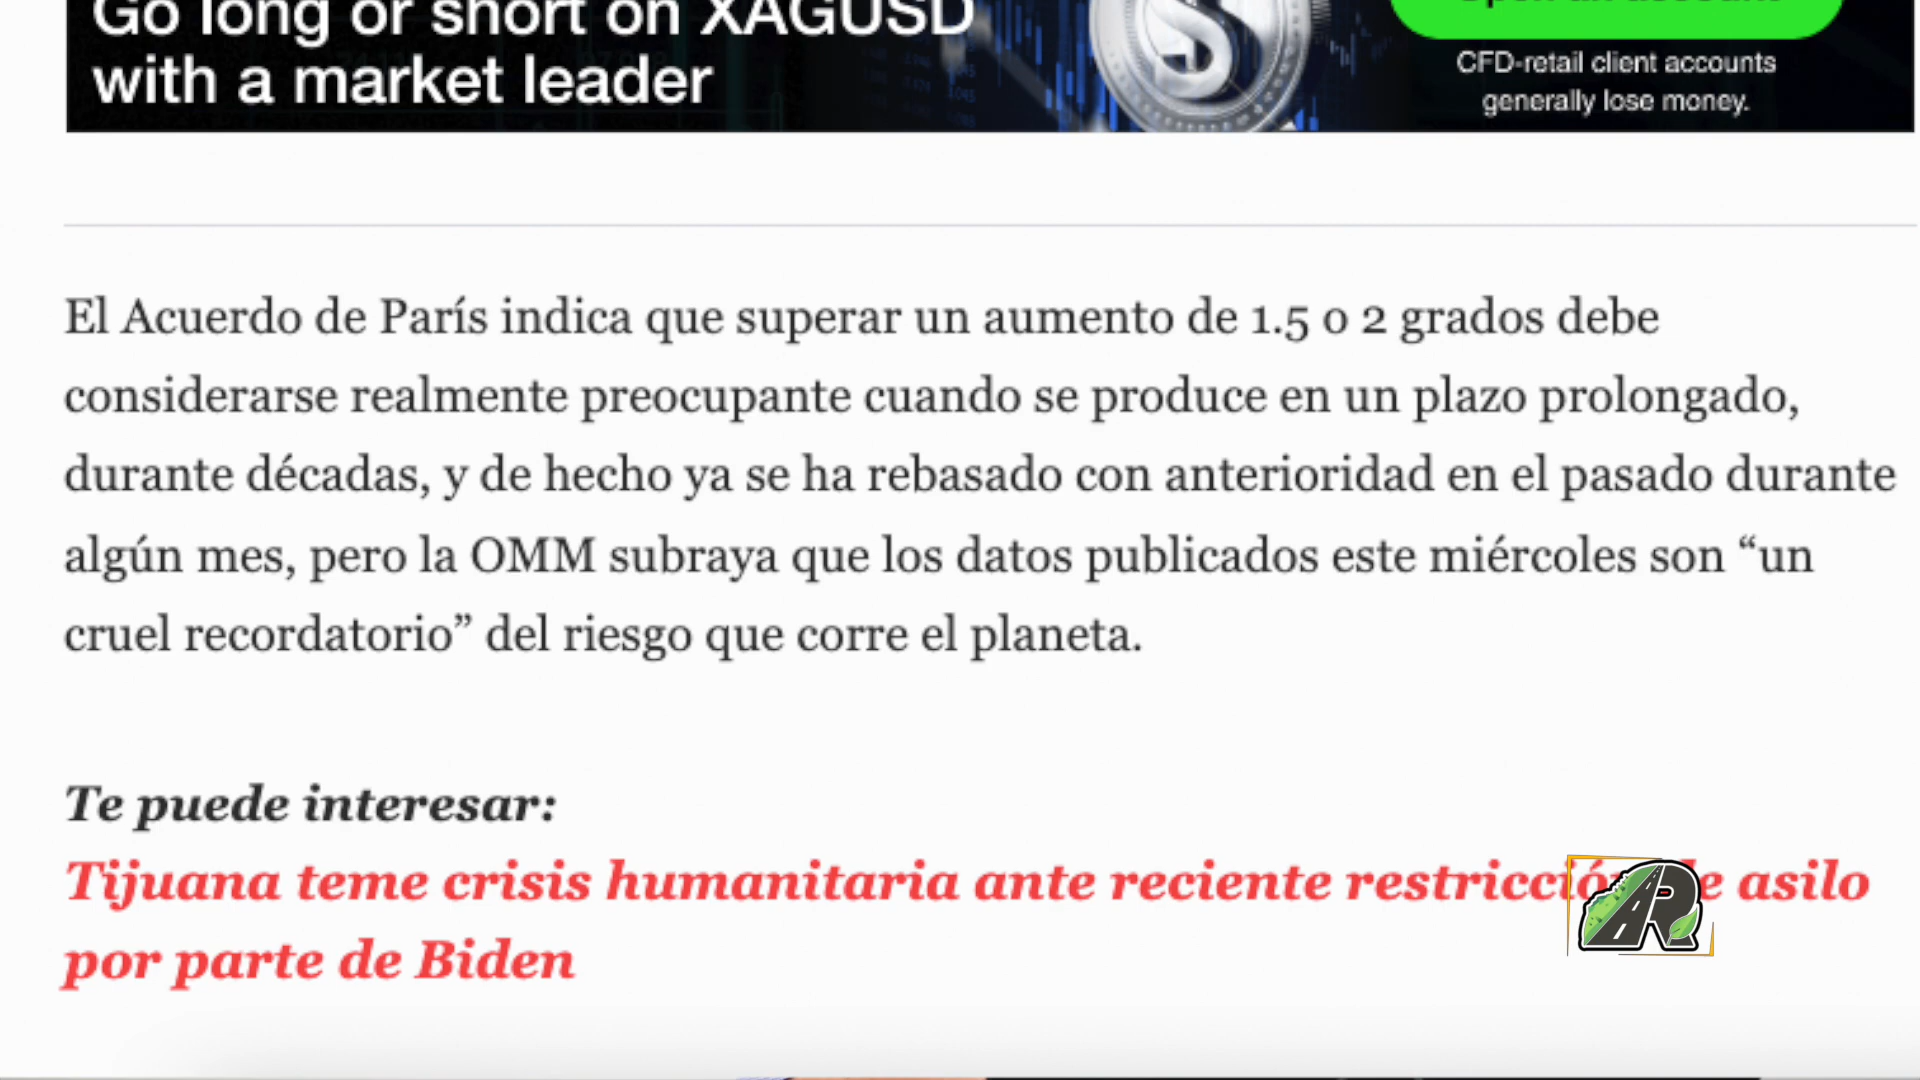 Go long or short on XAGUSD
with a market leader
CFD-retail client accounts
generally lose money.
El Acuerdo de París indica que superar un aumento de 1.5 o 2 grados debe
considerarse realmente preocupante cuando se produce en un plazo prolongado,
durante décadas, y de hecho ya se ha rebasado con anterioridad en el pasado durante
algún mes, pero la OMM subraya que los datos publicados este miércoles son “un
cruel recordatorio” del riesgo que corre el planeta.
Te puede interesar:
Tijuana teme crisis humanitaria ante reciente restricción de asilo
por parte de Biden